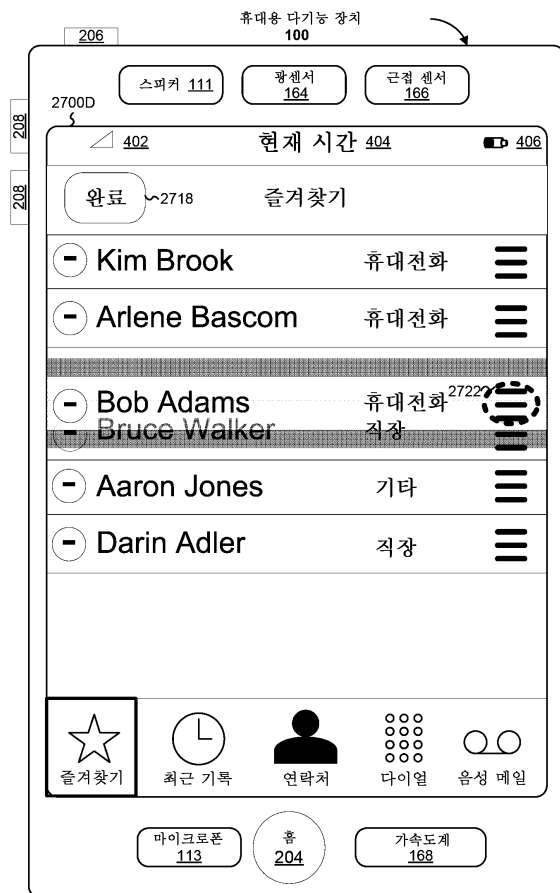 휴대용 다기능 장치
206
100
스피커 111
광센서
164
근접 센서
166
2700D
208
402
현재 시간 404
406
208
완료
2718
즐겨찾기
Kim Brook
휴대전화
Arlene Bascom
휴대전화
Bob Adams
휴대전화
2722
Bruce Walker
직장
Aaron Jones
기타
Darin Adler
직장
즐겨찾기
최근 기록
연락처
다이얼
음성 메일
마이크로폰
113
홈
204
가속도계
168